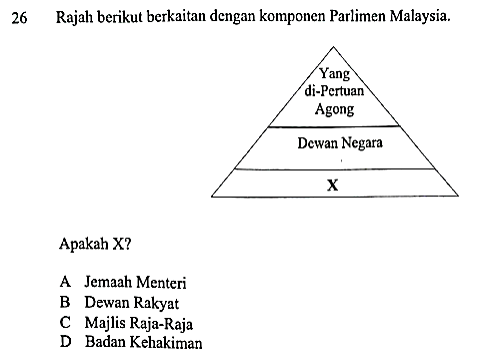 26 Rajah berikut berkaitan dengan komponen Parlimen Malaysia.
Yang
di-Pertuan
Agong
Dewan Negara
X
Apakah X?
A Jemaah Menteri
B Dewan Rakyat
C Majlis Raja-Raja
D Badan Kehakiman